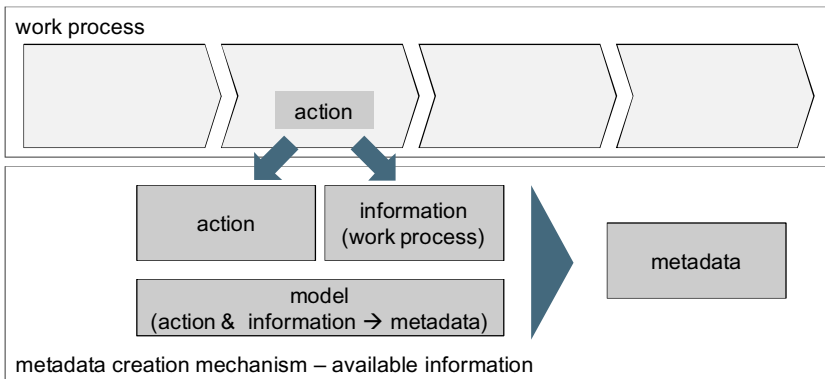 work process
action
action
information
(work process)
metadata
model
(action & information → metadata)
metadata creation mechanism – available information